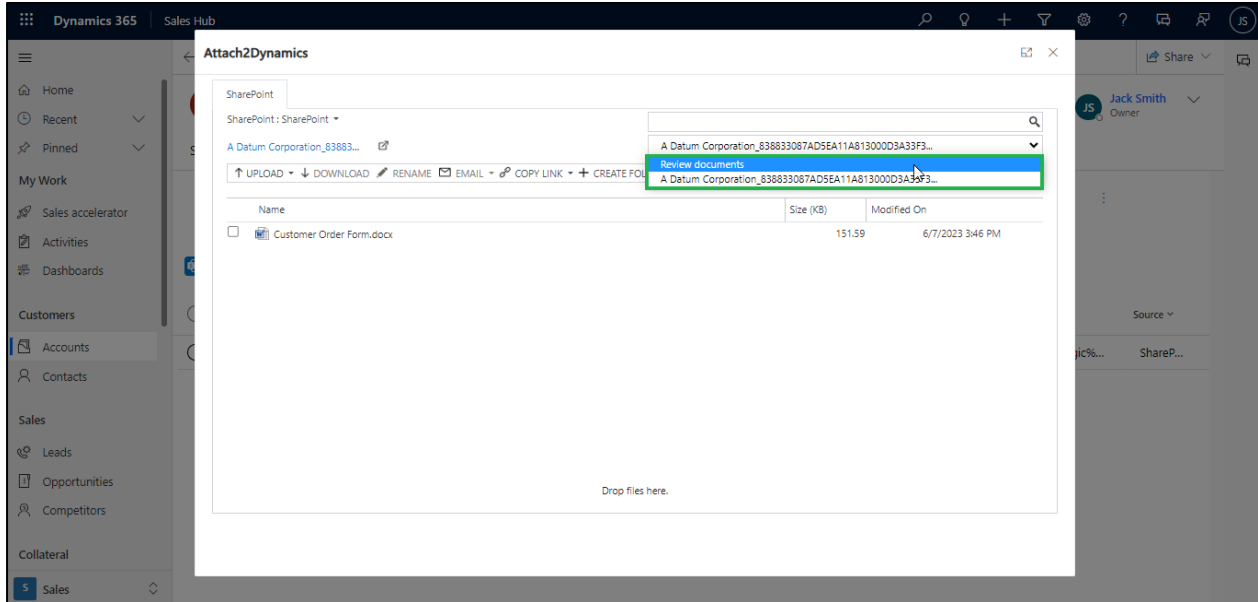 Dynamics 365 Sales Hub
JS
Attach2Dynamics
Share
Home
Recent
Pinned
My Work
Sales accelerator
Activities
Dashboards
Customers
Accounts
Contacts
Sales
Leads
Opportunities
Competitors
Collateral
S Sales
SharePoint
SharePoint : SharePoint
A Datum Corporation_83883...
A Datum Corporation_838833087AD5EA11A813000D3A33F3...
Review documents
A Datum Corporation_838833087AD5EA11A813000D3A33F3...
UPLOAD DOWNLOAD RENAME EMAIL COPY LINK CREATE FOL
Name Size (KB) Modified On
Customer Order Form.docx 151.59 6/7/2023 3:46 PM
Drop files here.
JS Jack Smith
Owner
Source
gic%... ShareP...